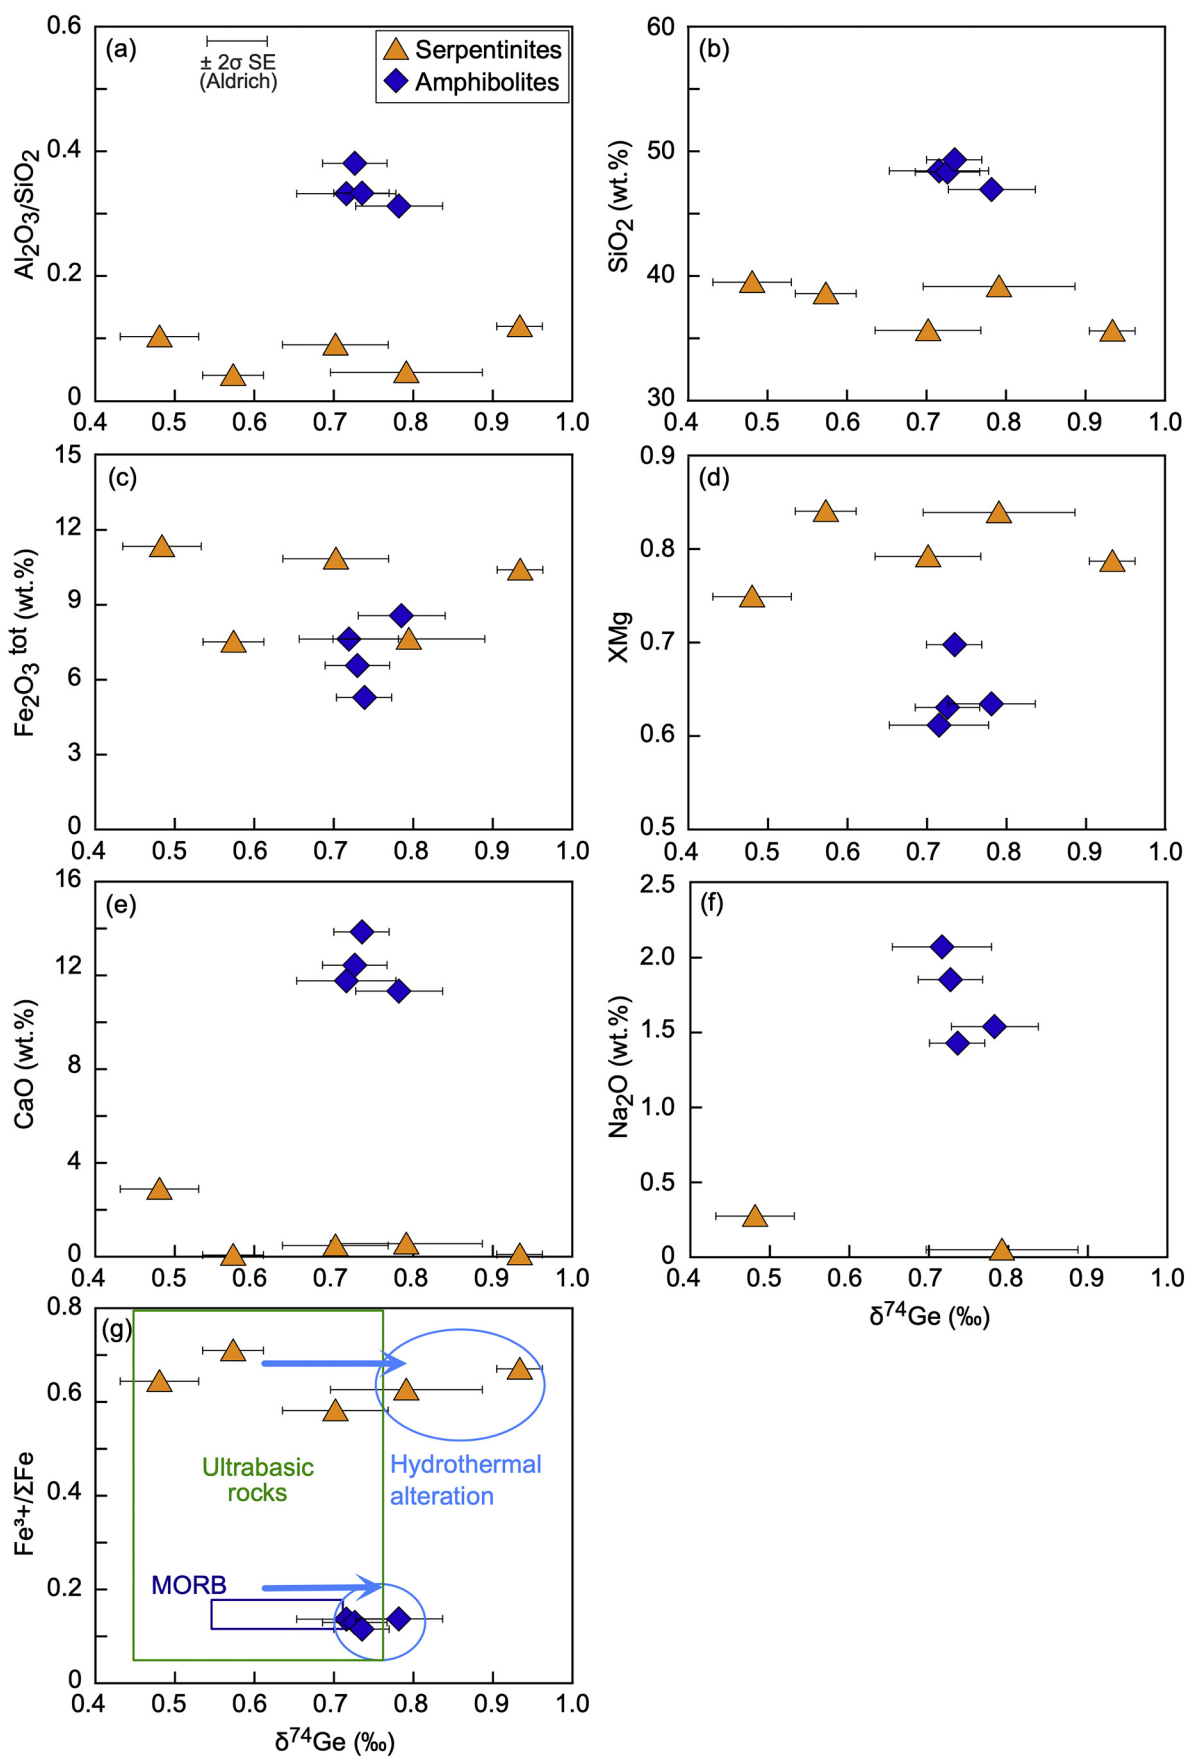 (a)
± 2σ SE
(Aldrich)
Serpentinites
Amphibolites
Al2O3/SiO2
0.6
0.4
0.2
0
0.4 0.5 0.6 0.7 0.8 0.9 1.0
(b)
SiO2 (wt.%)
60
50
40
30
0.4 0.5 0.6 0.7 0.8 0.9 1.0
(c)
Fe2O3 tot (wt.%)
15
12
9
6
3
0
0.4 0.5 0.6 0.7 0.8 0.9 1.0
(d)
XMg
0.9
0.8
0.7
0.6
0.5
0.4 0.5 0.6 0.7 0.8 0.9 1.0
(e)
CaO (wt.%)
16
12
8
4
0
0.4 0.5 0.6 0.7 0.8 0.9 1.0
(f)
Na2O (wt.%)
2.5
2.0
1.5
1.0
0.5
0
0.4 0.5 0.6 0.7 0.8 0.9 1.0
δ74Ge (‰)
(g)
Fe³+/ΣFe
0.8
0.6
0.4
0.2
0
Ultrabasic
rocks
Hydrothermal
alteration
MORB
0.4 0.5 0.6 0.7 0.8 0.9 1.0
δ74Ge (‰)